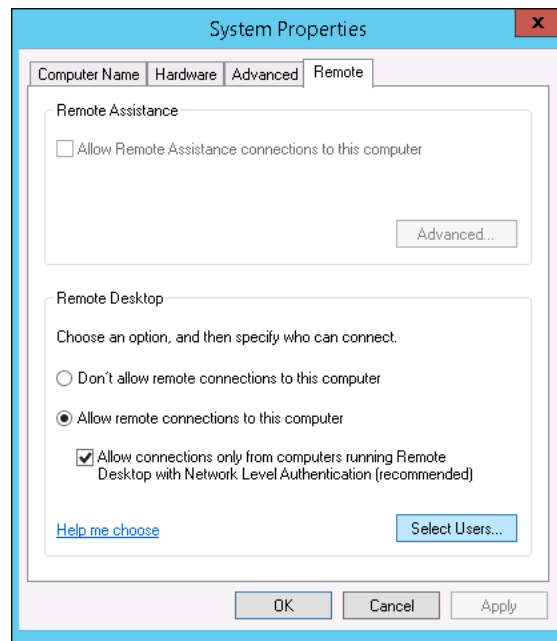 System Properties
x
Computer Name
Hardware
Advanced
Remote
Remote Assistance
Allow Remote Assistance connections to this computer
Advanced...
Remote Desktop
Choose an option, and then specify who can connect.
Don't allow remote connections to this computer
Allow remote connections to this computer
Allow connections only from computers running Remote
Desktop with Network Level Authentication (recommended)
Help me choose
Select Users...
OK
Cancel
Apply